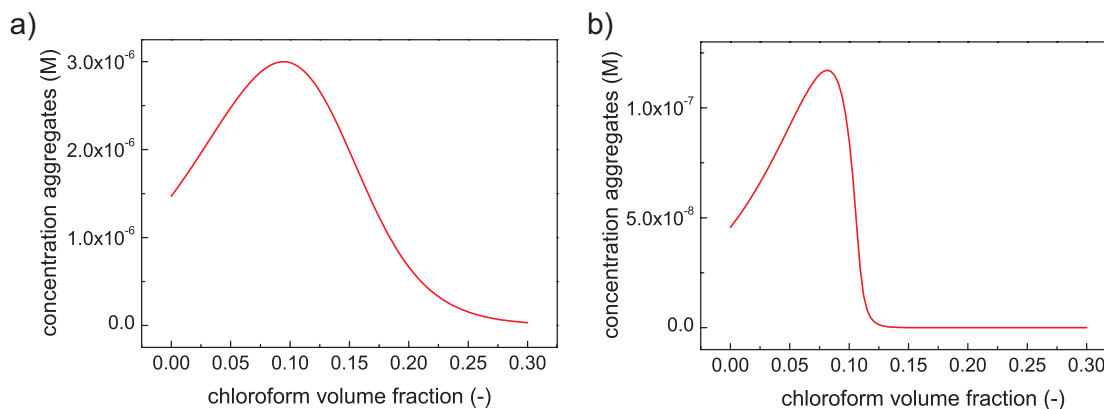 a)
concentration aggregates (M)
3.0x10⁻⁶
2.0x10⁻⁶
1.0x10⁻⁶
0.0
0.00 0.05 0.10 0.15 0.20 0.25 0.30
chloroform volume fraction (-)
b)
concentration aggregates (M)
1.0x10⁻⁷
5.0x10⁻⁸
0.0
0.00 0.05 0.10 0.15 0.20 0.25 0.30
chloroform volume fraction (-)